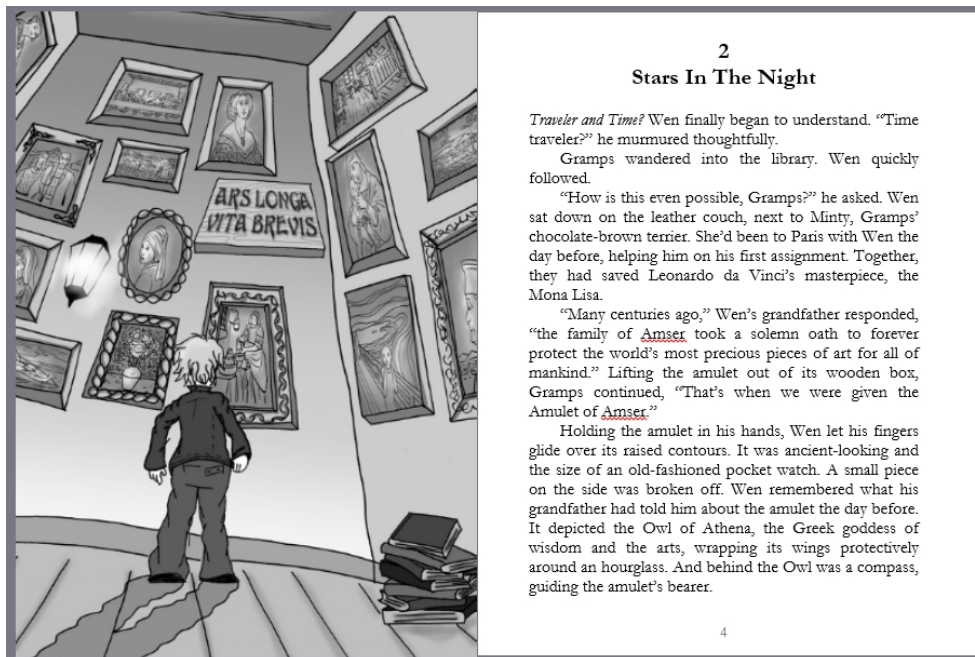 ARS LONGA
VITA BREVIS
2
Stars In The Night
Traveler and Time? Wen finally began to understand. “Time
traveler?” he murmured thoughtfully.
Gramps wandered into the library. Wen quickly
followed.
“How is this even possible, Gramps?” he asked. Wen
sat down on the leather couch, next to Minty, Gramps’
chocolate-brown terrier. She’d been to Paris with Wen the
day before, helping him on his first assignment. Together,
they had saved Leonardo da Vinci’s masterpiece, the
Mona Lisa.
“Many centuries ago,” Wen’s grandfather responded,
“the family of Amser took a solemn oath to forever
protect the world’s most precious pieces of art for all of
mankind.” Lifting the amulet out of its wooden box,
Gramps continued, “That’s when we were given the
Amulet of Amser.”
Holding the amulet in his hands, Wen let his fingers
glide over its raised contours. It was ancient-looking and
the size of an old-fashioned pocket watch. A small piece
on the side was broken off. Wen remembered what his
grandfather had told him about the amulet the day before.
It depicted the Owl of Athena, the Greek goddess of
wisdom and the arts, wrapping its wings protectively
around an hourglass. And behind the Owl was a compass,
guiding the amulet’s bearer.
4